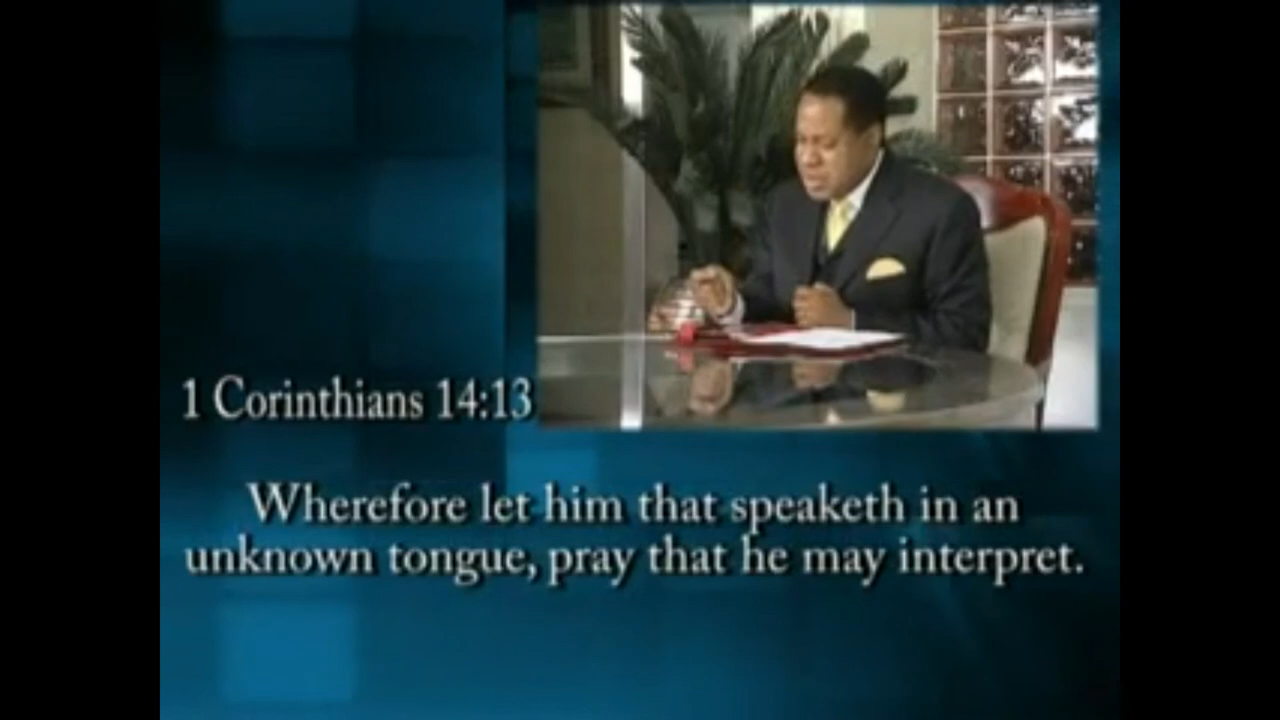 1 Corinthians 14:13
Wherefore let him that speaketh in an
unknown tongue, pray that he may interpret.